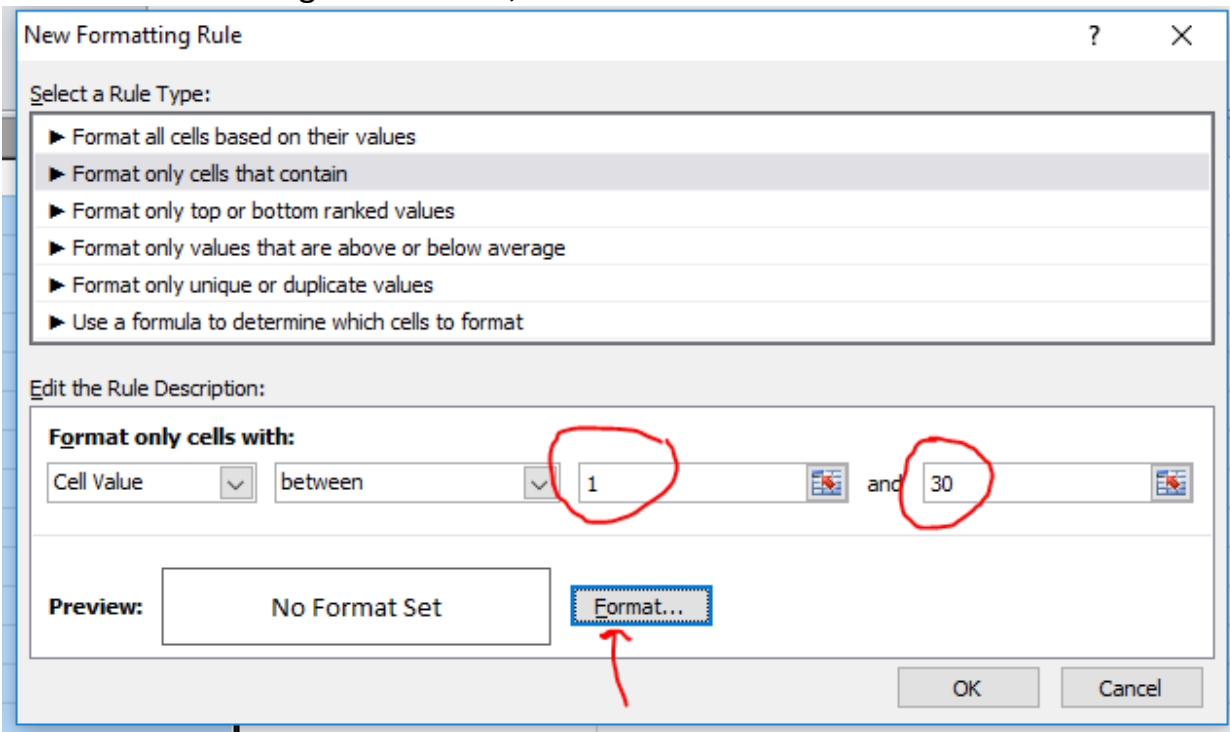 New Formatting Rule ? X
Select a Rule Type:
► Format all cells based on their values
► Format only cells that contain
► Format only top or bottom ranked values
► Format only values that are above or below average
► Format only unique or duplicate values
► Use a formula to determine which cells to format
Edit the Rule Description:
Format only cells with:
Cell Value between 1 and 30
Preview: No Format Set Format...
OK Cancel